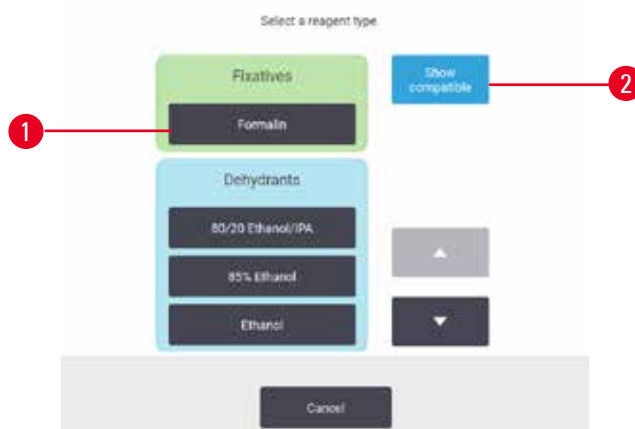 Select a reagent type
Fixatives
Show
compatible
2
1
Formalin
Dehydrants
80/20 Ethanol/IPA
85% Ethanol
Ethanol
Cancel